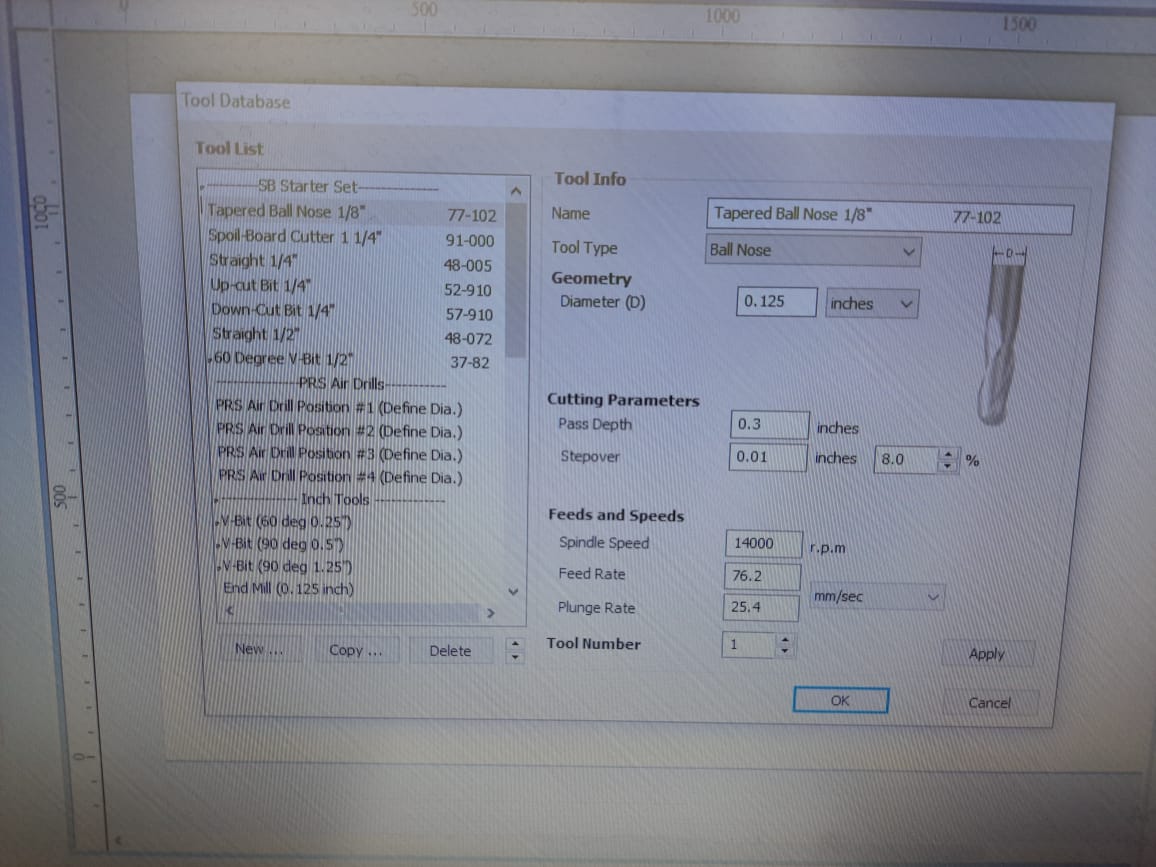 0 500 1000 1500
1000
500
0
Tool Database
Tool List
SB Starter Set
Tapered Ball Nose 1/8" 77-102
Spoil-Board Cutter 1 1/4" 91-000
Straight 1/4" 48-005
Up-cut Bit 1/4" 52-910
Down-Cut Bit 1/4" 57-910
Straight 1/2" 48-072
60 Degree V-Bit 1/2" 37-82
PRS Air Drills
PRS Air Drill Position #1 (Define Dia.)
PRS Air Drill Position #2 (Define Dia.)
PRS Air Drill Position #3 (Define Dia.)
PRS Air Drill Position #4 (Define Dia.)
Inch Tools
V-Bit (60 deg 0.25")
V-Bit (90 deg 0.5")
V-Bit (90 deg 1.25")
End Mill (0.125 inch)
New ... Copy ... Delete
Tool Info
Name Tapered Ball Nose 1/8" 77-102
Tool Type Ball Nose
D
Geometry
Diameter (D) 0.125 inches
Cutting Parameters
Pass Depth 0.3 inches
Stepover 0.01 inches 8.0 %
Feeds and Speeds
Spindle Speed 14000 r.p.m
Feed Rate 76.2
mm/sec
Plunge Rate 25.4
Tool Number 1
Apply
OK Cancel